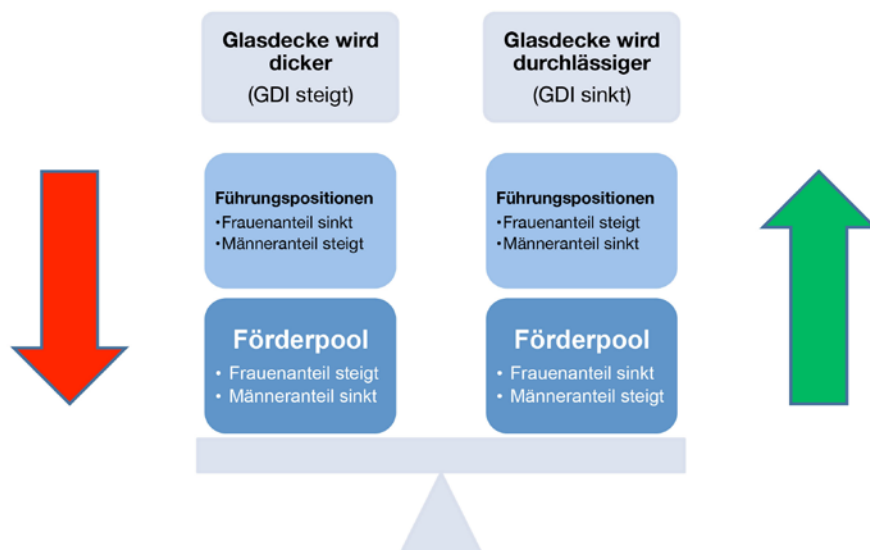 Glasdecke wird
dicker
(GDI steigt)
Glasdecke wird
durchlässiger
(GDI sinkt)
Führungspositionen
•Frauenanteil sinkt
•Männeranteil steigt
Führungspositionen
•Frauenanteil steigt
•Männeranteil sinkt
Förderpool
• Frauenanteil steigt
• Männeranteil sinkt
Förderpool
• Frauenanteil sinkt
• Männeranteil steigt